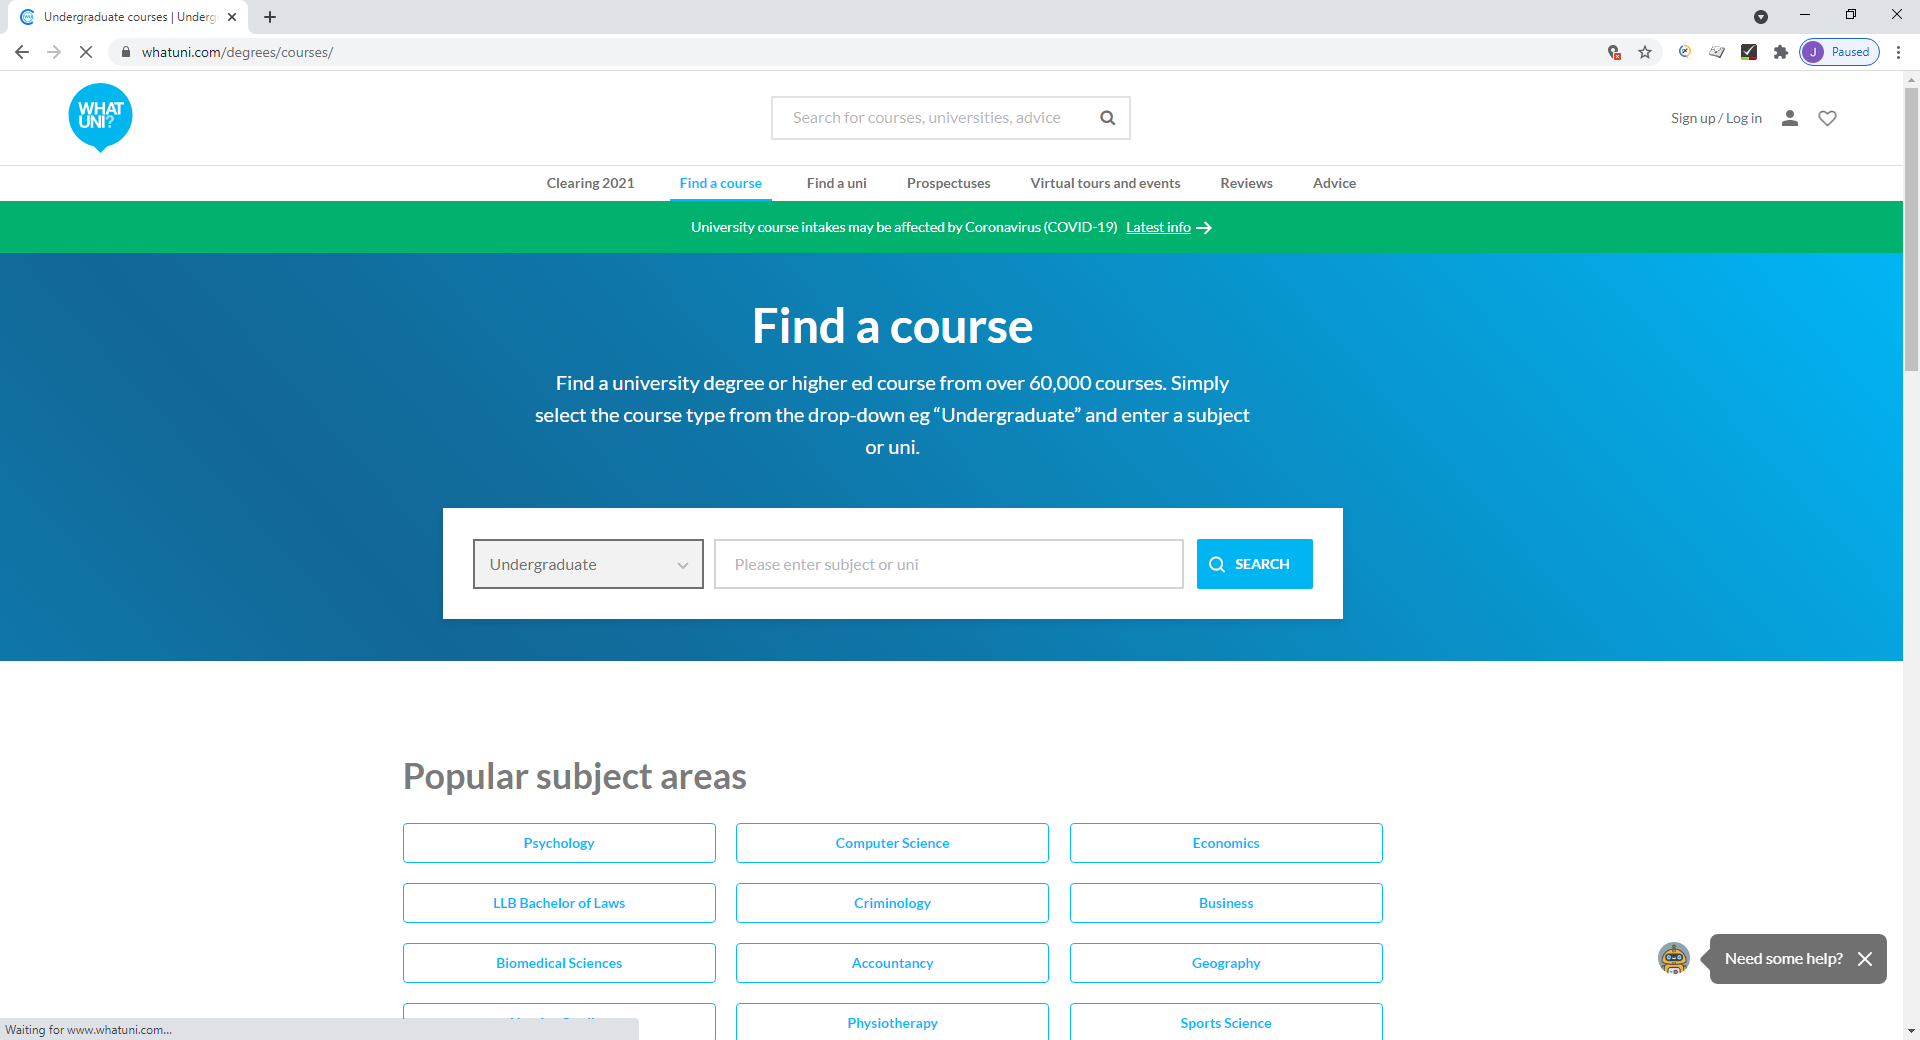 Undergraduate courses | Underg
whatuni.com/degrees/courses/
J Paused
WHAT
UNI?
Search for courses, universities, advice
Sign up / Log in
Clearing 2021
Find a course
Find a uni
Prospectuses
Virtual tours and events
Reviews
Advice
University course intakes may be affected by Coronavirus (COVID-19) Latest info
Find a course
Find a university degree or higher ed course from over 60,000 courses. Simply
select the course type from the drop-down eg “Undergraduate” and enter a subject
or uni.
Undergraduate
Please enter subject or uni
SEARCH
Popular subject areas
Psychology
Computer Science
Economics
LLB Bachelor of Laws
Criminology
Business
Biomedical Sciences
Accountancy
Geography
Need some help?
Physiotherapy
Sports Science
Waiting for www.whatuni.com...